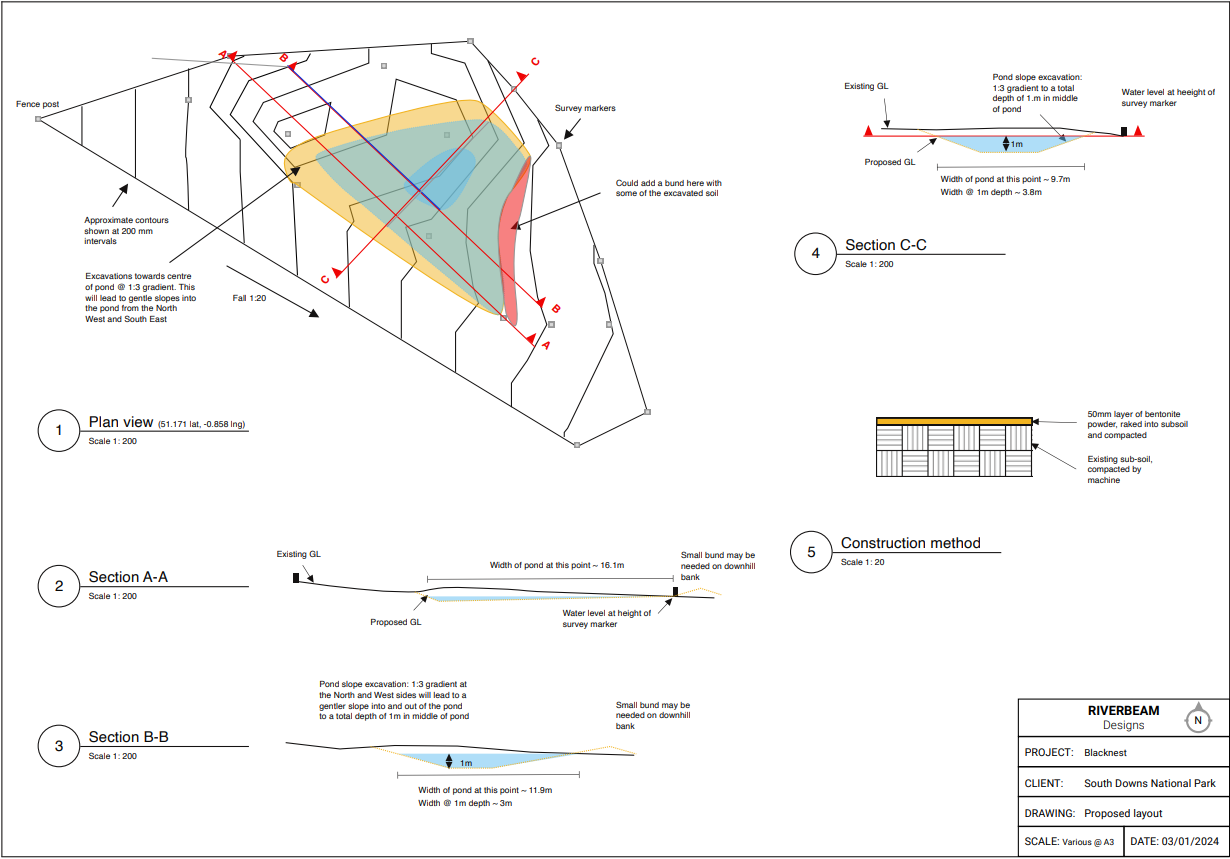 A
B
C
Fence post
Survey markers
Could add a bund here with
some of the excavated soil
Approximate contours
shown at 200 mm
intervals
Excavations towards centre
of pond @ 1:3 gradient. This
will lead to gentle slopes into
the pond from the North
West and South East
C
Fall 1:20
B
A
1
Plan view (51.171 lat, -0.858 lng)
Scale 1: 200
Existing GL
Pond slope excavation:
1:3 gradient to a total
depth of 1.m in middle
of pond
Water level at heeight of
survey marker
1m
Proposed GL
Width of pond at this point ~ 9.7m
Width @ 1m depth ~ 3.8m
4
Section C-C
Scale 1: 200
50mm layer of bentonite
powder, raked into subsoil
and compacted
Existing sub-soil,
compacted by
machine
5
Construction method
Scale 1: 20
2
Section A-A
Scale 1: 200
Existing GL
Width of pond at this point ~ 16.1m
Small bund may be
needed on downhill
bank
Proposed GL
Water level at height of
survey marker
3
Section B-B
Scale 1: 200
Pond slope excavation: 1:3 gradient at
the North and West sides will lead to a
gentler slope into and out of the pond
to a total depth of 1m in middle of pond
Small bund may be
needed on downhill
bank
1m
Width of pond at this point ~ 11.9m
Width @ 1m depth ~ 3m
RIVERBEAM
Designs
N
PROJECT: Blacknest
CLIENT: South Downs National Park
DRAWING: Proposed layout
SCALE: Various @ A3
DATE: 03/01/2024